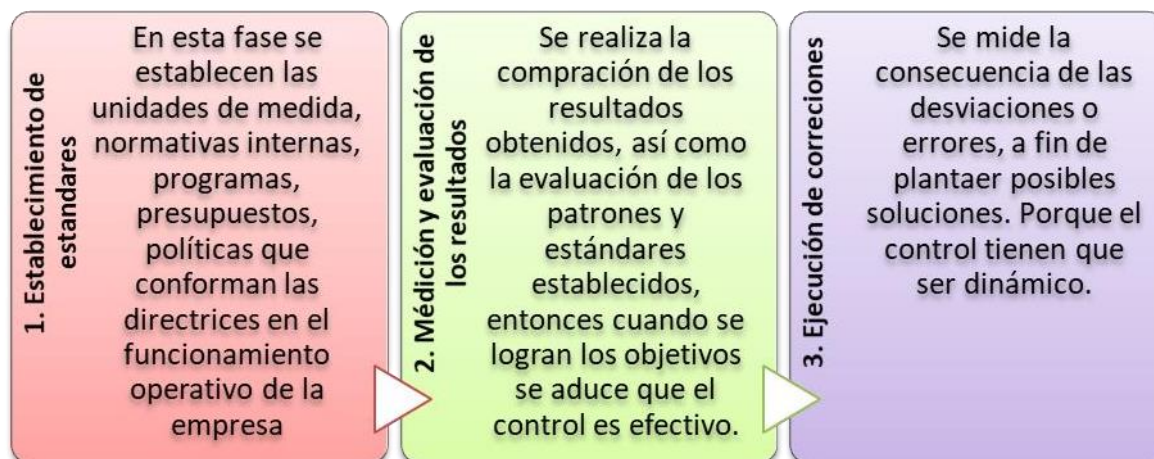 1. Establecimiento de
estandares
En esta fase se
establecen las
unidades de medida,
normativas internas,
programas,
presupuestos,
políticas que
conforman las
directrices en el
funcionamiento
operativo de la
empresa
2. Médición y evaluación de
los resultados
Se realiza la
compración de los
resultados
obtenidos, así como
la evaluación de los
patrones y
estándares
establecidos,
entonces cuando se
logran los objetivos
se aduce que el
control es efectivo.
3. Ejecución de correciones
Se mide la
consecuencia de las
desviaciones o
errores, a fin de
plantaer posibles
soluciones. Porque el
control tienen que
ser dinámico.